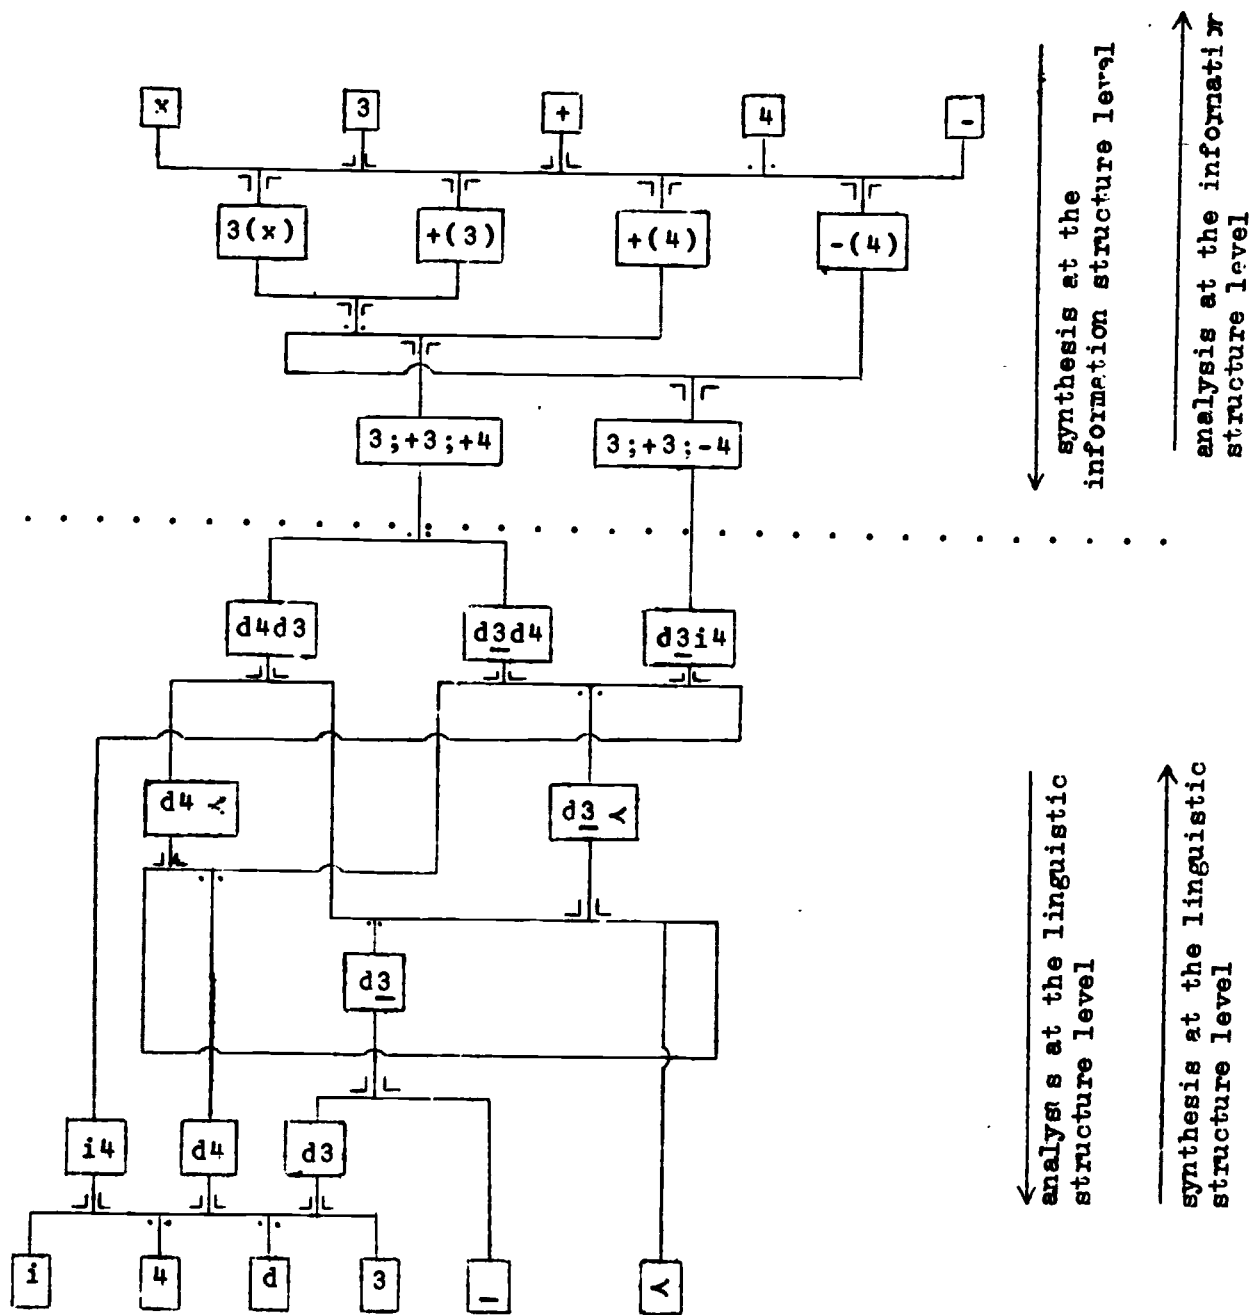 x 3 + 4 -
3(x) +(3) +(4) -(4)
3;+3;+4 3;+3;-4
d4d3 d3d4 d3i4
d4 Y d3 Y
d3
i4 d4 d3
i 4 d 3 _ Y
synthesis at the
information structure level
analysis at the
structure level
analys s at the linguistic
structure level
synthesis at the linguistic
structure level